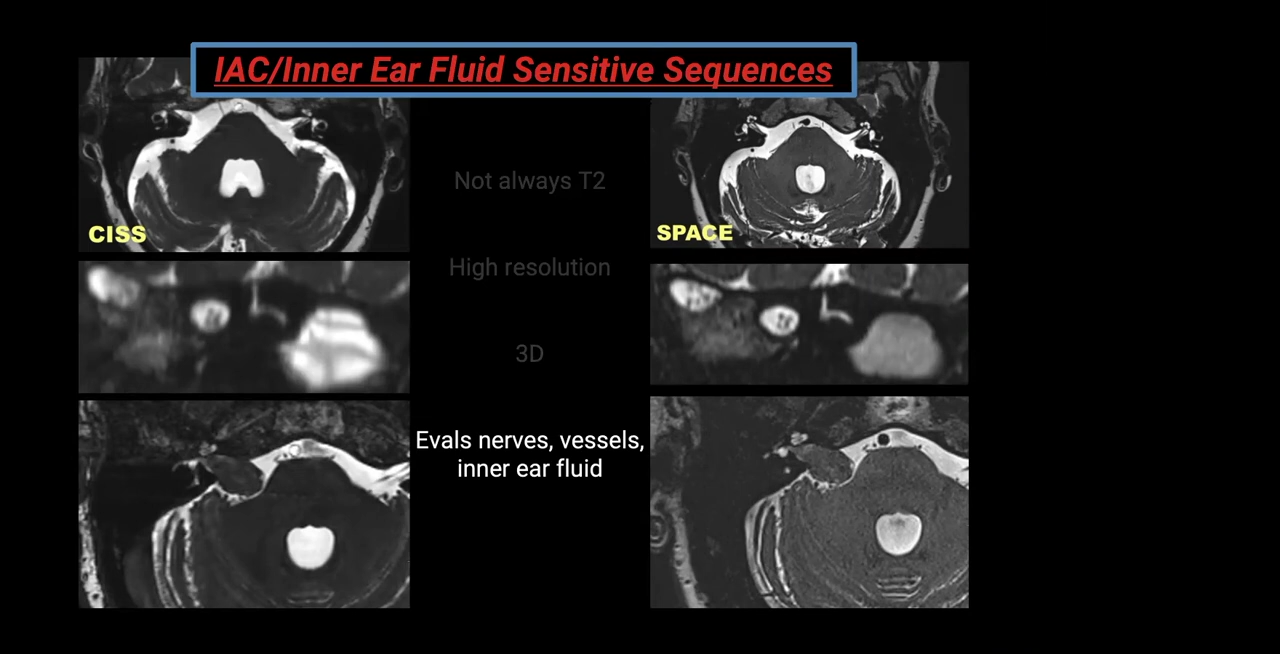 IAC/Inner Ear Fluid Sensitive Sequences
CISS
Not always T2
SPACE
High resolution
3D
Evals nerves, vessels,
inner ear fluid